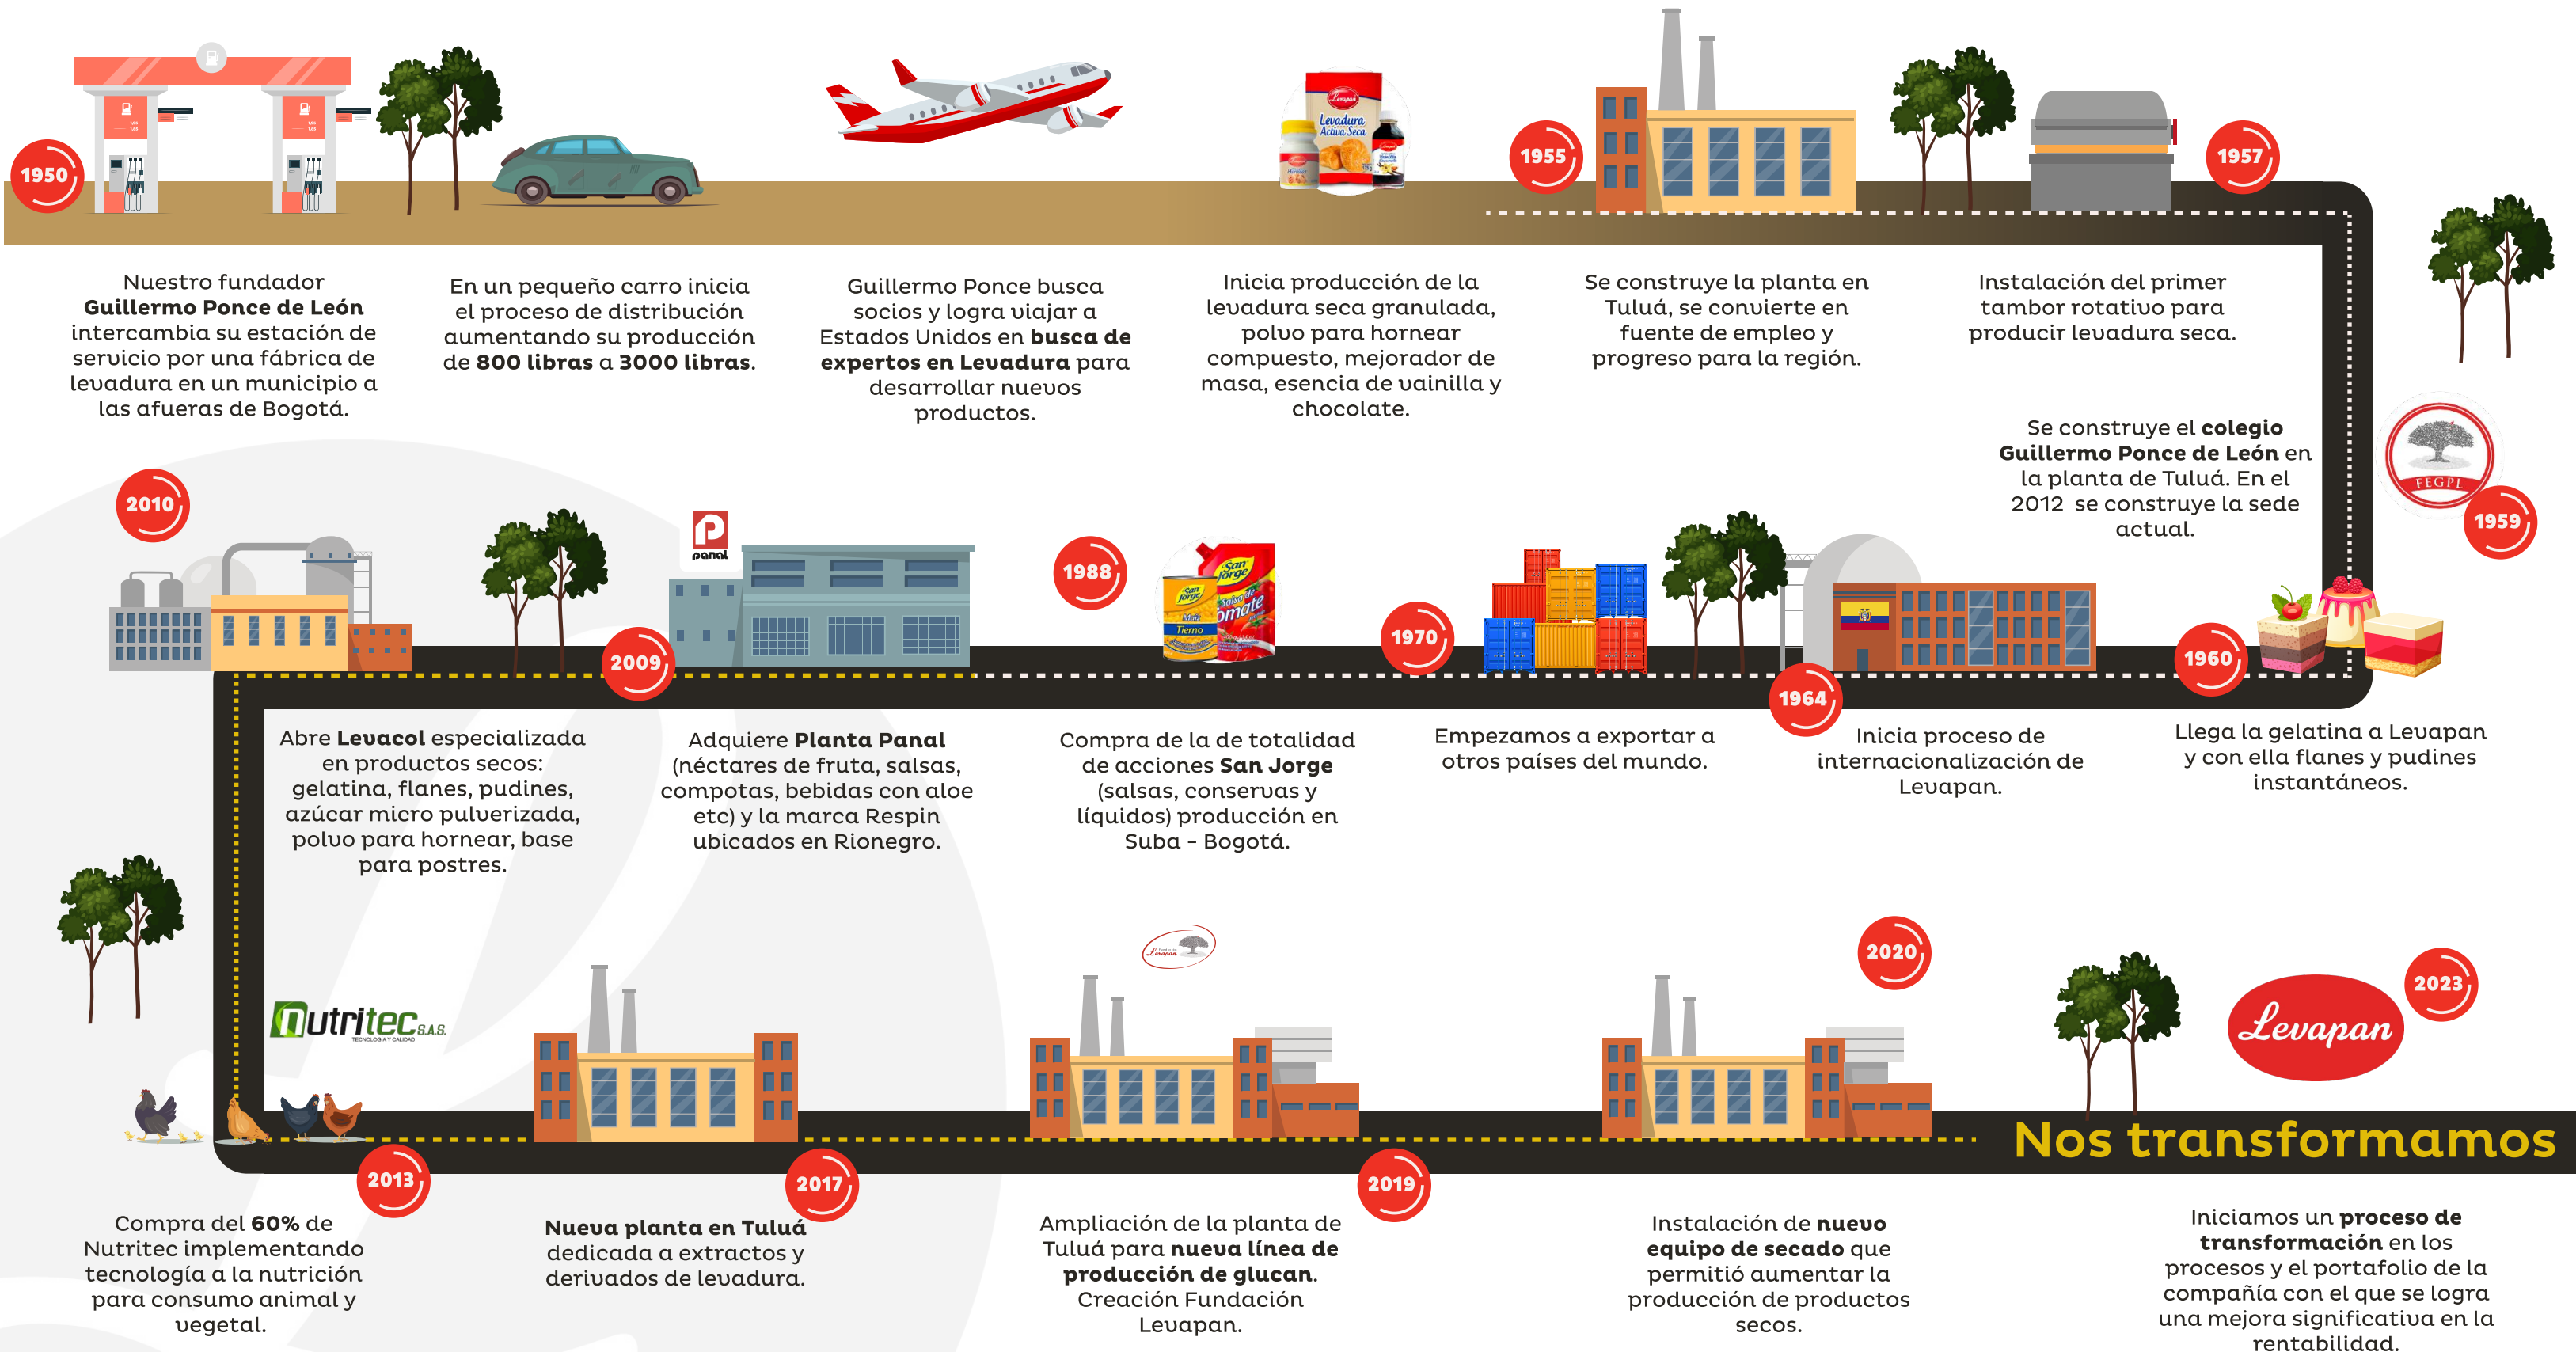 1950
Nuestro fundador
Guillermo Ponce de León
intercambia su estación de
servicio por una fábrica de
levadura en un municipio a
las afueras de Bogotá.
En un pequeño carro inicia
el proceso de distribución
aumentando su producción
de 800 libras a 3000 libras.
Guillermo Ponce busca
socios y logra viajar a
Estados Unidos en busca de
expertos en Levadura para
desarrollar nuevos
productos.
Levapan
Levadura
Activa Seca
Inicia producción de la
levadura seca granulada,
polvo para hornear
compuesto, mejorador de
masa, esencia de vainilla y
chocolate.
1955
Se construye la planta en
Tuluá, se convierte en
fuente de empleo y
progreso para la región.
1957
Instalación del primer
tambor rotativo para
producir levadura seca.
Se construye el colegio
Guillermo Ponce de León en
la planta de Tuluá. En el
2012 se construye la sede
actual.
FEGPL
1959
1960
Llega la gelatina a Levapan
y con ella flanes y pudines
instantáneos.
1964
Inicia proceso de
internacionalización de
Levapan.
1970
Empezamos a exportar a
otros países del mundo.
1988
San
Jorge
Maíz
Tierno
San
Jorge
Salsa de
Tomate
Compra de la de totalidad
de acciones San Jorge
(salsas, conservas y
líquidos) producción en
Suba - Bogotá.
2009
panal
Adquiere Planta Panal
(néctares de fruta, salsas,
compotas, bebidas con aloe
etc) y la marca Respin
ubicados en Rionegro.
2010
Abre Levacol especializada
en productos secos:
gelatina, flanes, pudines,
azúcar micro pulverizada,
polvo para hornear, base
para postres.
nutritec S.A.S.
TECNOLOGÍA Y CALIDAD
2013
Compra del 60% de
Nutritec implementando
tecnología a la nutrición
para consumo animal y
vegetal.
2017
Nueva planta en Tuluá
dedicada a extractos y
derivados de levadura.
Fundación
Levapan
2019
Ampliación de la planta de
Tuluá para nueva línea de
producción de glucan.
Creación Fundación
Levapan.
2020
Instalación de nuevo
equipo de secado que
permitió aumentar la
producción de productos
secos.
Levapan
2023
Nos transformamos
Iniciamos un proceso de
transformación en los
procesos y el portafolio de la
compañía con el que se logra
una mejora significativa en la
rentabilidad.